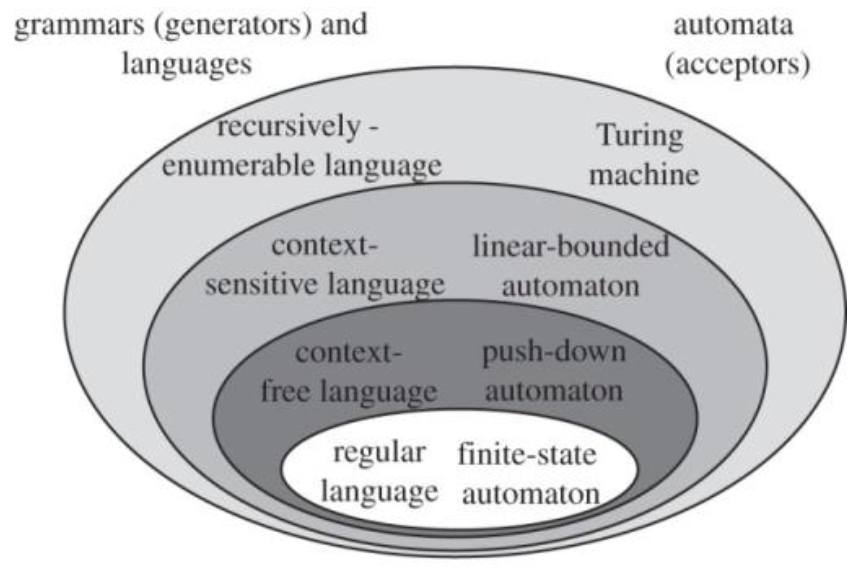 grammars (generators) and
languages
automata
(acceptors)
recursively -
enumerable language
Turing
machine
context-
sensitive language
linear-bounded
automaton
context-
free language
push-down
automaton
regular
language
finite-state
automaton